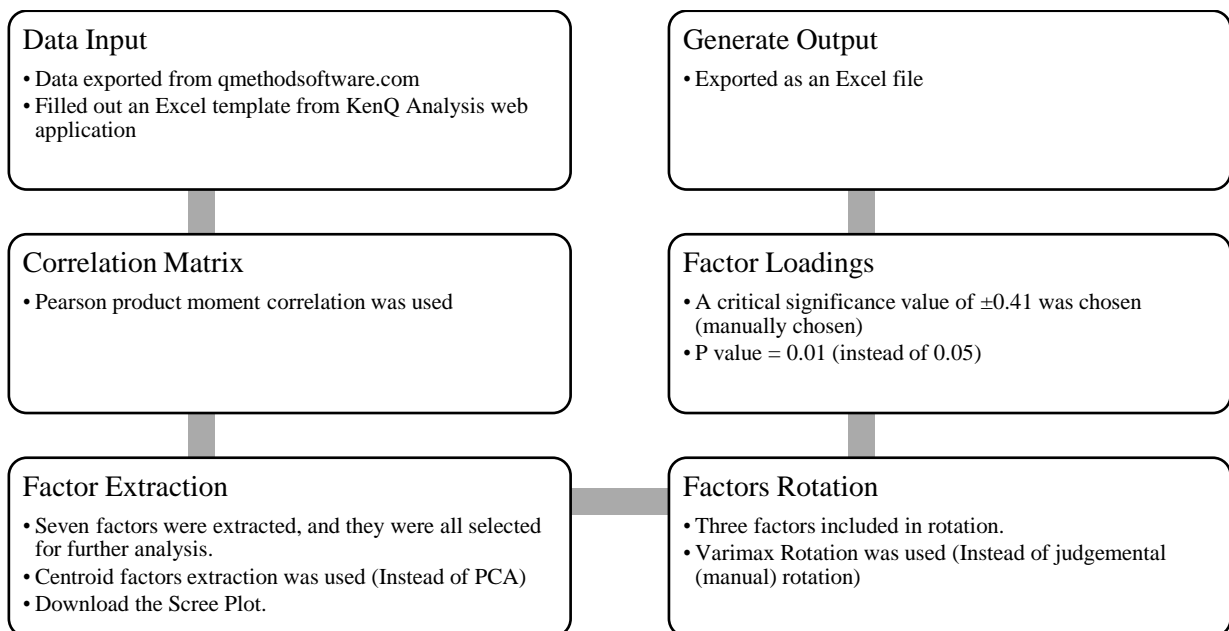 Data Input
• Data exported from qmethodsoftware.com
• Filled out an Excel template from KenQ Analysis web
application
Correlation Matrix
• Pearson product moment correlation was used
Factor Extraction
• Seven factors were extracted, and they were all selected
for further analysis.
• Centroid factors extraction was used (Instead of PCA)
• Download the Scree Plot.
Factors Rotation
• Three factors included in rotation.
• Varimax Rotation was used (Instead of judgemental
(manual) rotation)
Factor Loadings
• A critical significance value of ±0.41 was chosen
(manually chosen)
• P value = 0.01 (instead of 0.05)
Generate Output
• Exported as an Excel file